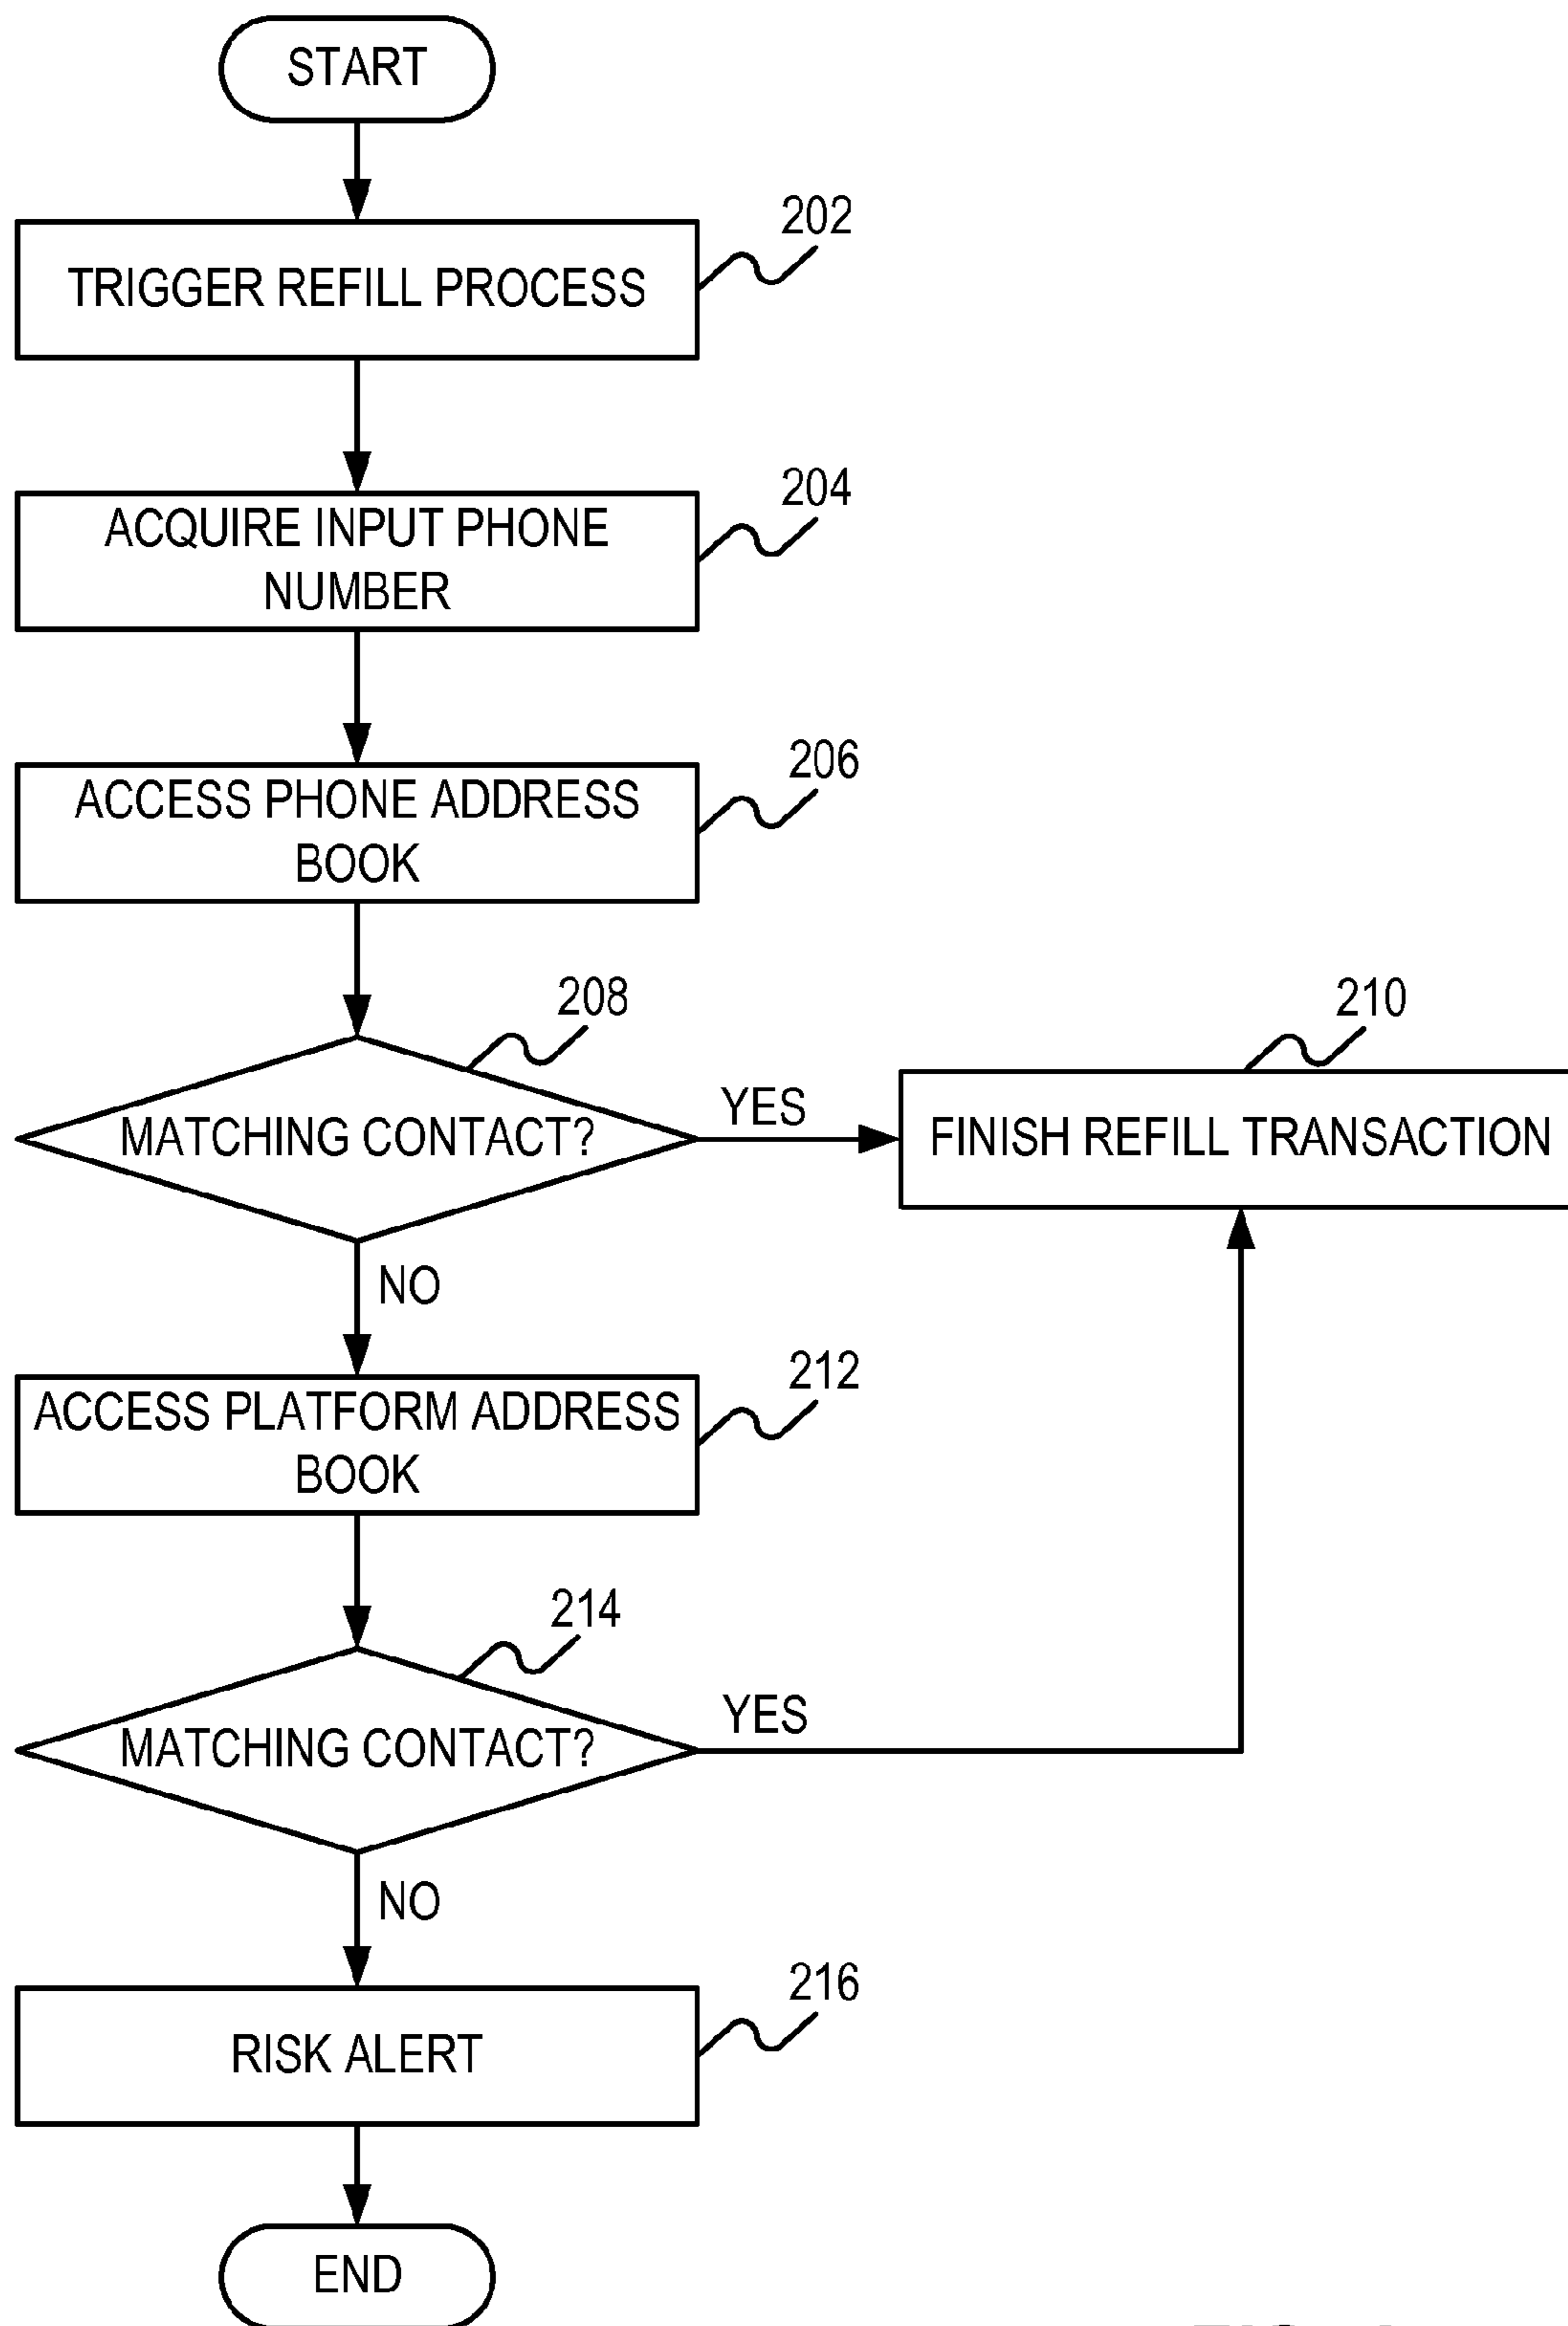 START
202
TRIGGER REFILL PROCESS
204
ACQUIRE INPUT PHONE
NUMBER
206
ACCESS PHONE ADDRESS
BOOK
208
210
MATCHING CONTACT?
YES
FINISH REFILL TRANSACTION
NO
212
ACCESS PLATFORM ADDRESS
BOOK
214
MATCHING CONTACT?
YES
NO
216
RISK ALERT
END